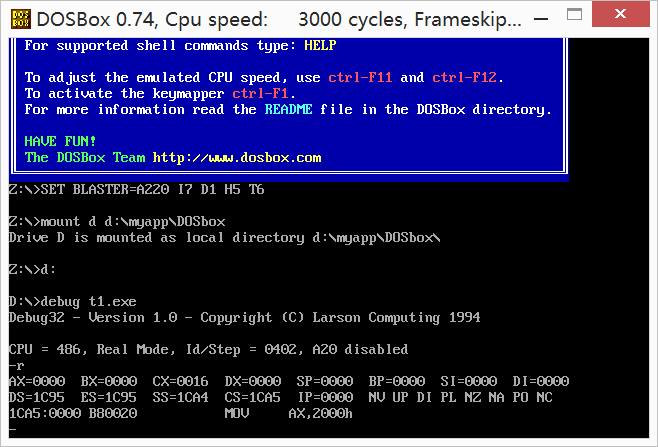 DOSBox 0.74, Cpu speed: 3000 cycles, Frameskip...
For supported shell commands type: HELP
To adjust the emulated CPU speed, use ctrl-F11 and ctrl-F12.
To activate the keymapper ctrl-F1.
For more information read the README file in the DOSBox directory.
HAVE FUN!
The DOSBox Team http://www.dosbox.com
Z:\>SET BLASTER=A220 I7 D1 H5 T6
Z:\>mount d d:\myapp\DOSbox
Drive D is mounted as local directory d:\myapp\DOSbox\
Z:\>d:
D:\>debug t1.exe
Debug32 - Version 1.0 - Copyright (C) Larson Computing 1994
CPU = 486, Real Mode, Id/Step = 0402, A20 disabled
-r
AX=0000 BX=0000 CX=0016 DX=0000 SP=0000 BP=0000 SI=0000 DI=0000
DS=1C95 ES=1C95 SS=1CA4 CS=1CA5 IP=0000 NV UP DI PL NZ NA PO NC
1CA5:0000 B80020 MOV AX,2000h
-